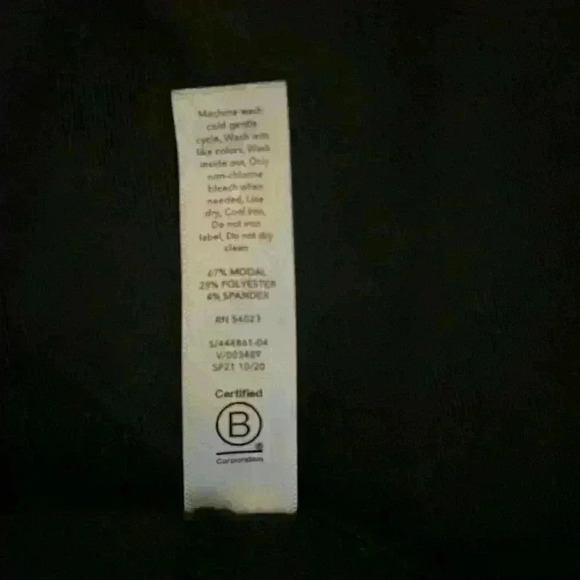 Machine wash
cold gentle
cycle, Wash with
like colors, Wash
inside out, Only
non-chlorine
bleach when
needed, Line
dry, Cool iron,
Do not iron
label, Do not dry
clean
67% MODAL
29% POLYESTER
4% SPANDEX
RN 54023
S/444861-04
V/003489
SP21 10/20
Certified
B
®
Corporation